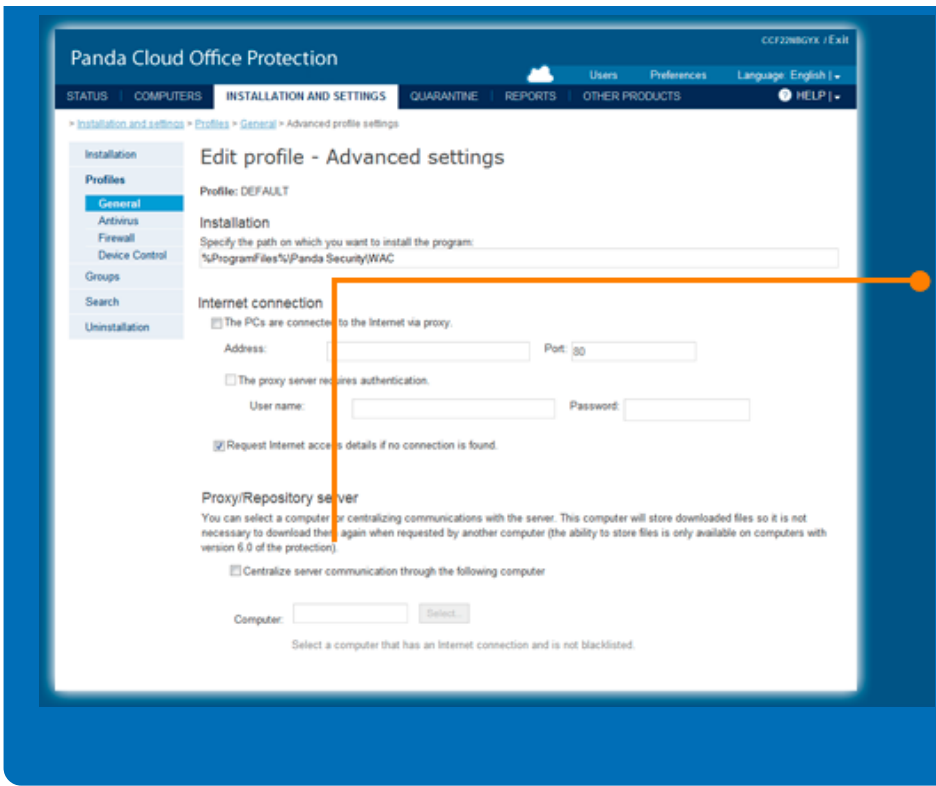 CCF22NBGYX / Exit
Panda Cloud Office Protection
Users Preferences Language: English | 
STATUS | COMPUTERS INSTALLATION AND SETTINGS QUARANTINE | REPORTS | OTHER PRODUCTS ? HELP |
» Installation and settings » Profiles » General » Advanced profile settings
Installation
Profiles
General
Antivirus
Firewall
Device Control
Groups
Search
Uninstallation
Edit profile - Advanced settings
Profile: DEFAULT
Installation
Specify the path on which you want to install the program:
%ProgramFiles%\Panda Security\WAC
Internet connection
The PCs are connected to the Internet via proxy.
Address: Port: 80
The proxy server requires authentication.
User name: Password:
Request Internet access details if no connection is found.
Proxy/Repository server
You can select a computer for centralizing communications with the server. This computer will store downloaded files so it is not
necessary to download them again when requested by another computer (the ability to store files is only available on computers with
version 6.0 of the protection).
Centralize server communication through the following computer
Computer: Select...
Select a computer that has an Internet connection and is not blacklisted.